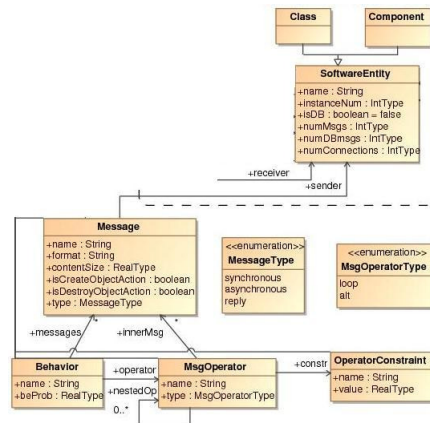 Class
Component
SoftwareEntity
+name : String
+instanceNum : IntType
+isDB : boolean = false
+numMsgs : IntType
+numDBmsgs : IntType
+numConnections : IntType
+receiver
+sender
Message
+name : String
+format : String
+contentSize : RealType
+isCreateObjectAction : boolean
+isDestroyObjectAction : boolean
+type : MessageType
<<enumeration>>
MessageType
synchronous
asynchronous
reply
<<enumeration>>
MsgOperatorType
loop
alt
+messages
*
+innerMsg
*
Behavior
+name : String
+beProb : RealType
+operator
+nestedOp
0..*
MsgOperator
+name : String
+type : MsgOperatorType
+constr
OperatorConstraint
+name : String
+value : RealType